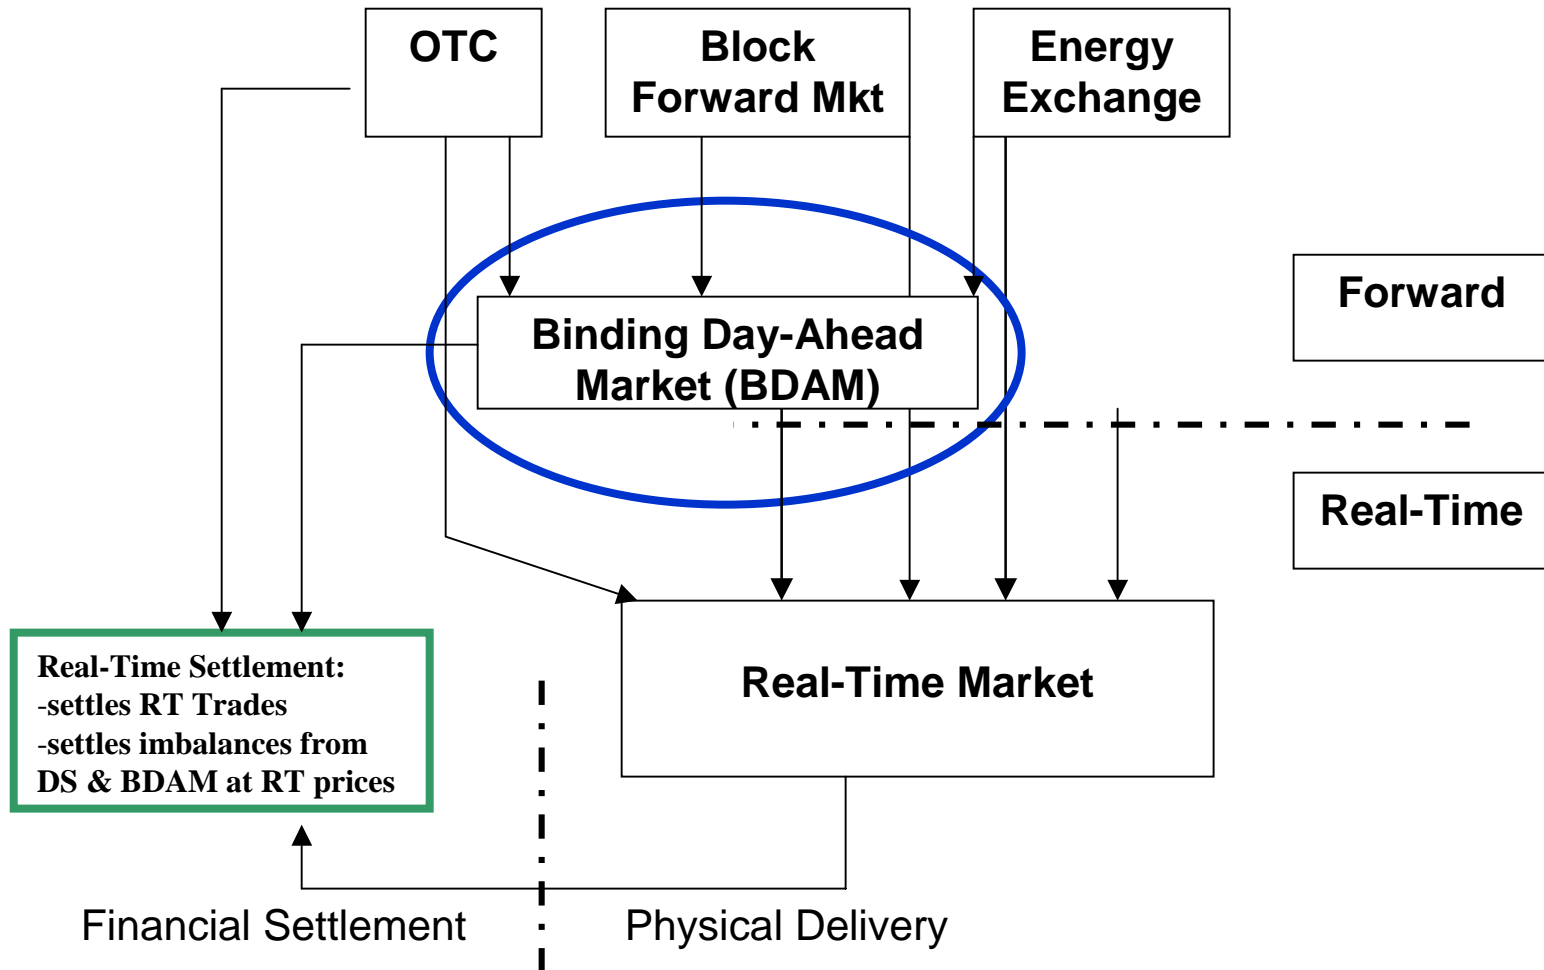 OTC
Block
Forward Mkt
Energy
Exchange
Forward
Binding Day-Ahead
Market (BDAM)
Real-Time
Real-Time Settlement:
-settles RT Trades
-settles imbalances from
DS & BDAM at RT prices
Real-Time Market
Financial Settlement
Physical Delivery